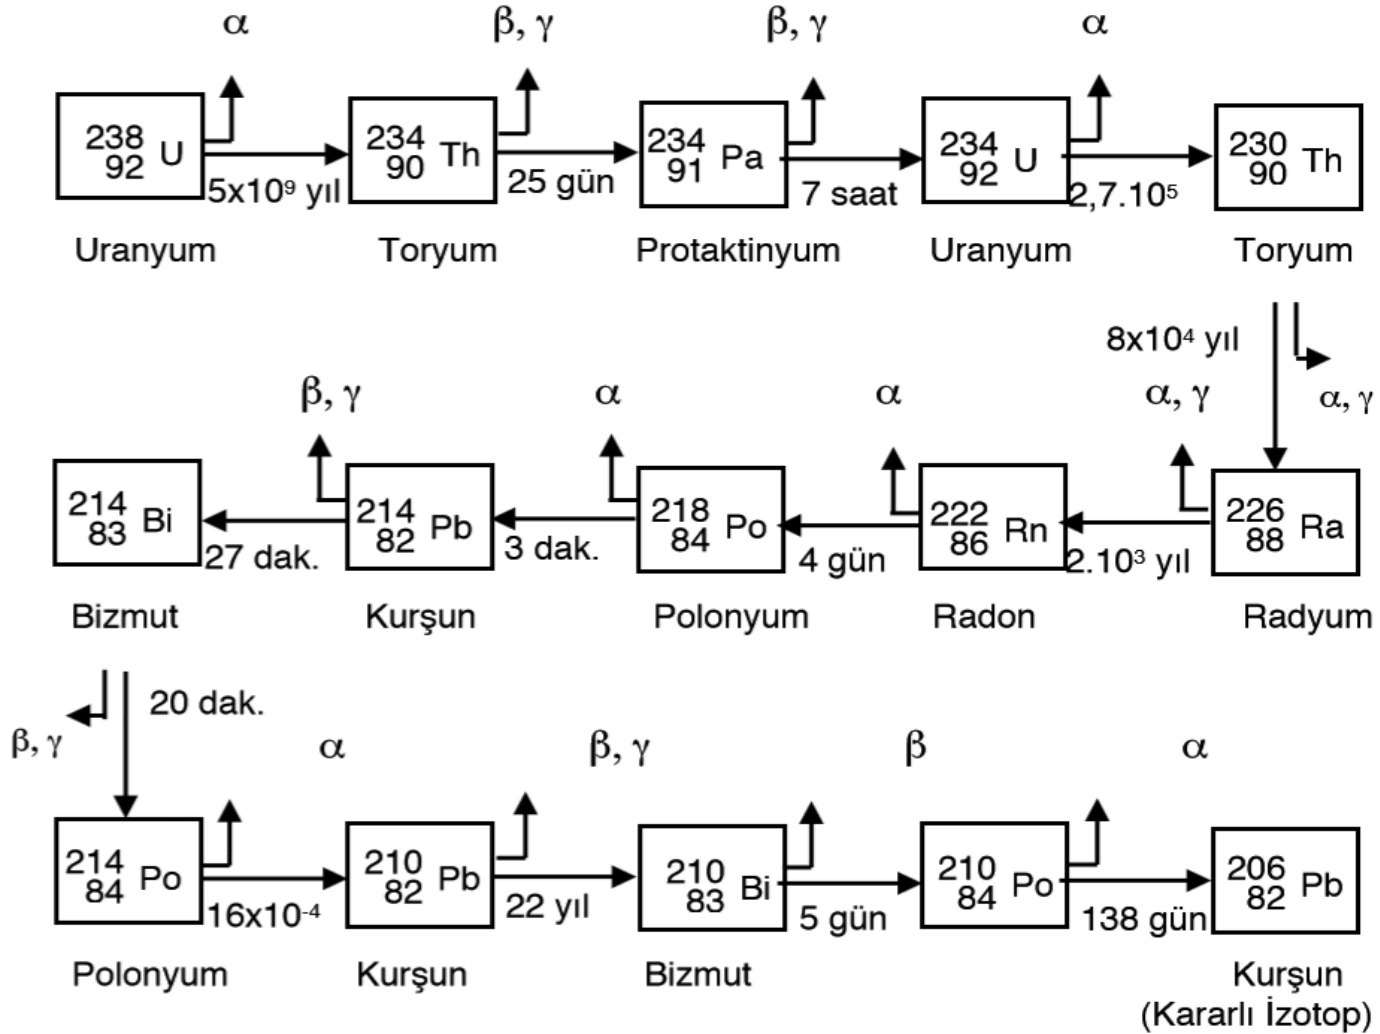 α β, γ β, γ α
238 92 U 234 90 Th 234 91 Pa 234 92 U 230 90 Th
5x10⁹ yıl 25 gün 7 saat 2,7.10⁵
Uranyum Toryum Protaktinyum Uranyum Toryum
8x10⁴ yıl
α, γ
β, γ α α α, γ
214 83 Bi 214 82 Pb 218 84 Po 222 86 Rn 226 88 Ra
27 dak. 3 dak. 4 gün 2.10³ yıl
Bizmut Kurşun Polonyum Radon Radyum
20 dak.
β, γ α β, γ β α
214 84 Po 210 82 Pb 210 83 Bi 210 84 Po 206 82 Pb
16x10⁻⁴ 22 yıl 5 gün 138 gün
Polonyum Kurşun Bizmut Kurşun
(Kararlı İzotop)